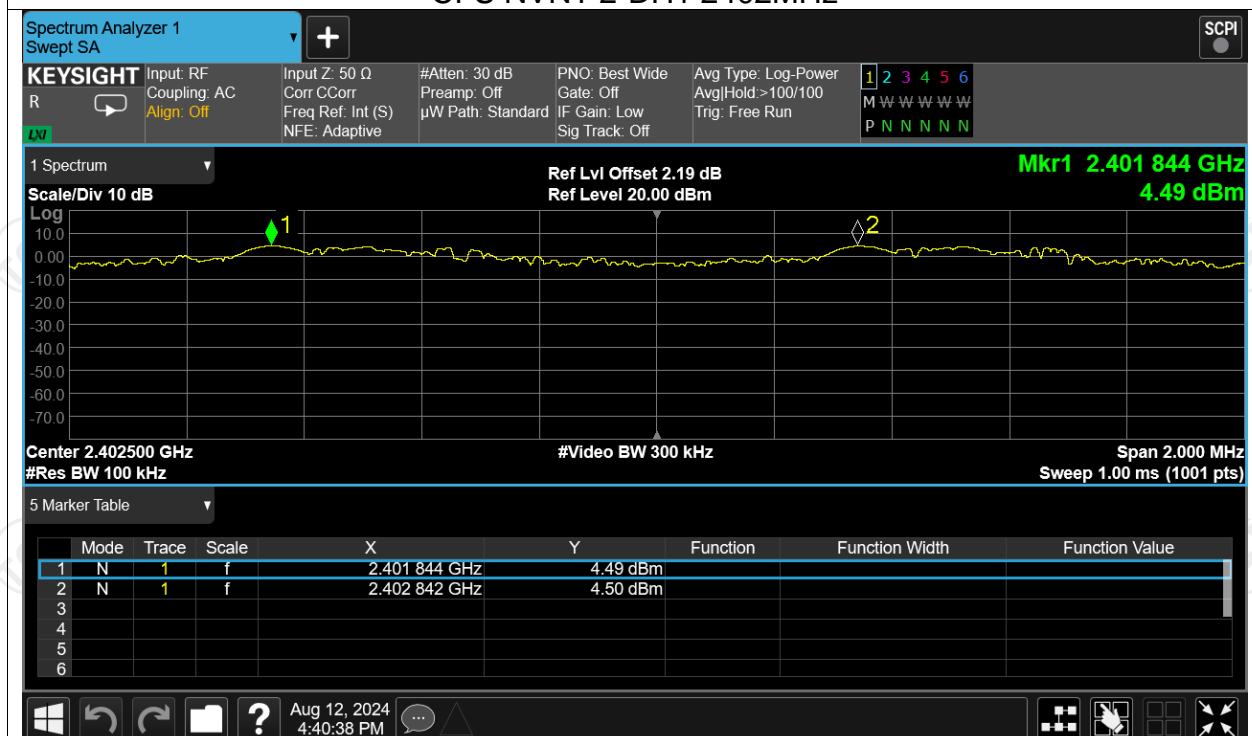 CFS NVNT 2-DH1 2402MHz
Spectrum Analyzer 1
Swept SA
SCPI
KEYSIGHT
R
LXI
Input: RF
Coupling: AC
Align: Off
Input Z: 50 Ω
Corr CCorr
Freq Ref: Int (S)
NFE: Adaptive
#Atten: 30 dB
Preamp: Off
µW Path: Standard
PNO: Best Wide
Gate: Off
IF Gain: Low
Sig Track: Off
Avg Type: Log-Power
Avg|Hold:>100/100
Trig: Free Run
1 2 3 4 5 6
M W W W W W
P N N N N N
1 Spectrum
Scale/Div 10 dB
Ref Lvl Offset 2.19 dB
Ref Level 20.00 dBm
Mkr1 2.401 844 GHz
4.49 dBm
Log
1
2
10.0
0.00
-10.0
-20.0
-30.0
-40.0
-50.0
-60.0
-70.0
Center 2.402500 GHz
#Video BW 300 kHz
Span 2.000 MHz
#Res BW 100 kHz
Sweep 1.00 ms (1001 pts)
5 Marker Table
Mode Trace Scale X Y Function Function Width Function Value
1 N 1 f 2.401 844 GHz 4.49 dBm
2 N 1 f 2.402 842 GHz 4.50 dBm
3
4
5
6
?
Aug 12, 2024
4:40:38 PM